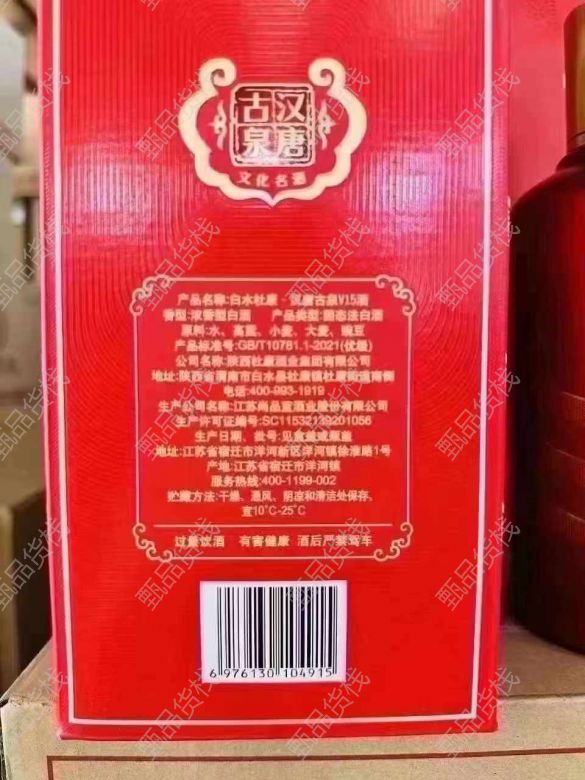 汉唐
古泉
文化名酒
产品名称:白水杜康·汉唐古泉V15酒
香型:浓香型白酒 产品类型:固态法白酒
原料:水、高粱、小麦、大麦、豌豆
产品标准号:GB/T10781.1-2021(优级)
公司名称:陕西杜康酒业集团有限公司
地址:陕西省渭南市白水县杜康镇杜康街道南侧
电话:400-993-1919
生产公司名称:江苏尚品蓝酒业股份有限公司
生产许可证编号:SC11532139201056
生产日期、批号:见盒盖或瓶盖
地址:江苏省宿迁市洋河新区洋河镇徐淮路1号
产地:江苏省宿迁市洋河镇
服务热线:400-1199-002
贮藏方法:干燥、通风、阴凉和清洁处保存,
宜10°C-25°C
过量饮酒 有害健康 酒后严禁驾车
6 976130 104915
甄品货栈